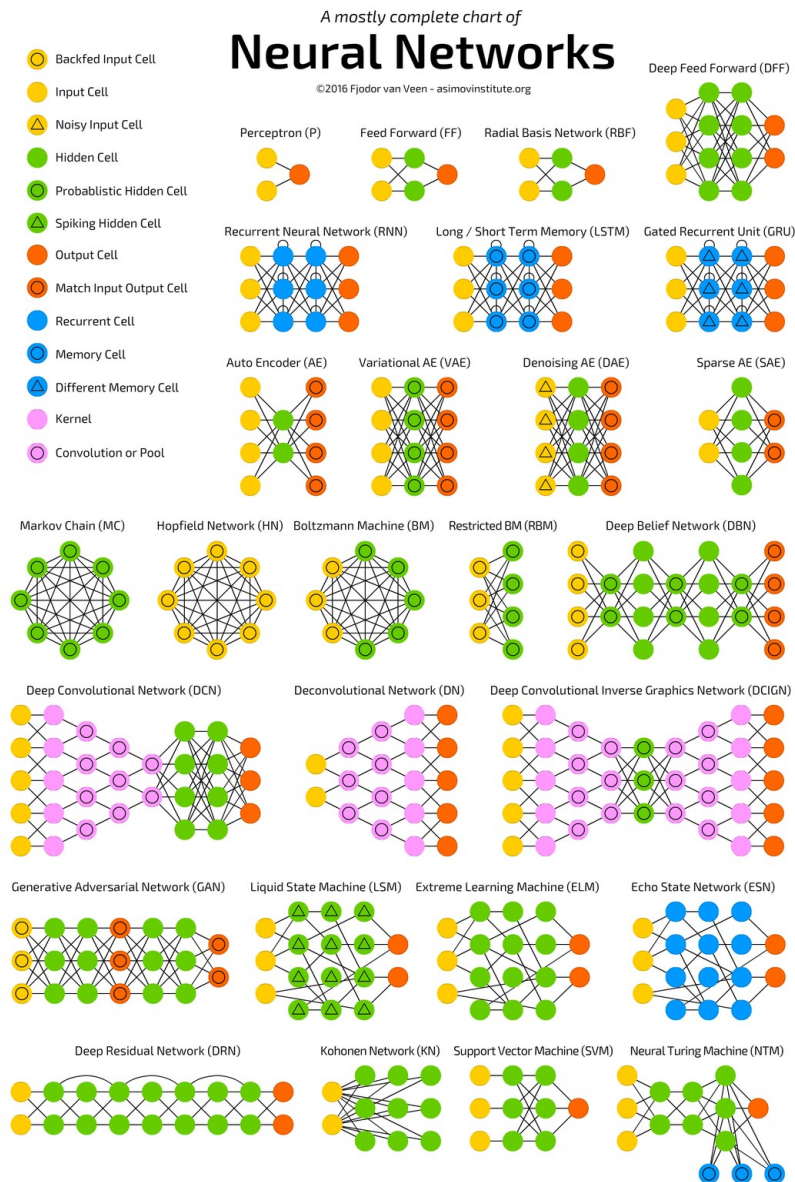 A mostly complete chart of
Neural Networks
©2016 Fjodor van Veen - asimovinstitute.org
Backfed Input Cell
Input Cell
Noisy Input Cell
Hidden Cell
Probablistic Hidden Cell
Spiking Hidden Cell
Output Cell
Match Input Output Cell
Recurrent Cell
Memory Cell
Different Memory Cell
Kernel
Convolution or Pool
Deep Feed Forward (DFF)
Perceptron (P)
Feed Forward (FF)
Radial Basis Network (RBF)
Recurrent Neural Network (RNN)
Long / Short Term Memory (LSTM)
Gated Recurrent Unit (GRU)
Auto Encoder (AE)
Variational AE (VAE)
Denoising AE (DAE)
Sparse AE (SAE)
Markov Chain (MC)
Hopfield Network (HN)
Boltzmann Machine (BM)
Restricted BM (RBM)
Deep Belief Network (DBN)
Deep Convolutional Network (DCN)
Deconvolutional Network (DN)
Deep Convolutional Inverse Graphics Network (DCIGN)
Generative Adversarial Network (GAN)
Liquid State Machine (LSM)
Extreme Learning Machine (ELM)
Echo State Network (ESN)
Deep Residual Network (DRN)
Kohonen Network (KN)
Support Vector Machine (SVM)
Neural Turing Machine (NTM)